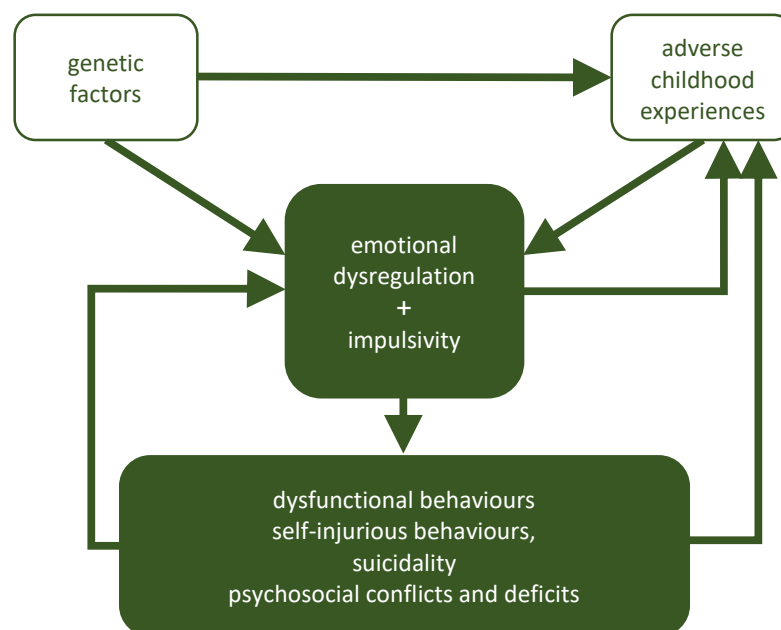 genetic
factors
adverse
childhood
experiences
emotional
dysregulation
+
impulsivity
dysfunctional behaviours
self-injurious behaviours,
suicidality
psychosocial conflicts and deficits